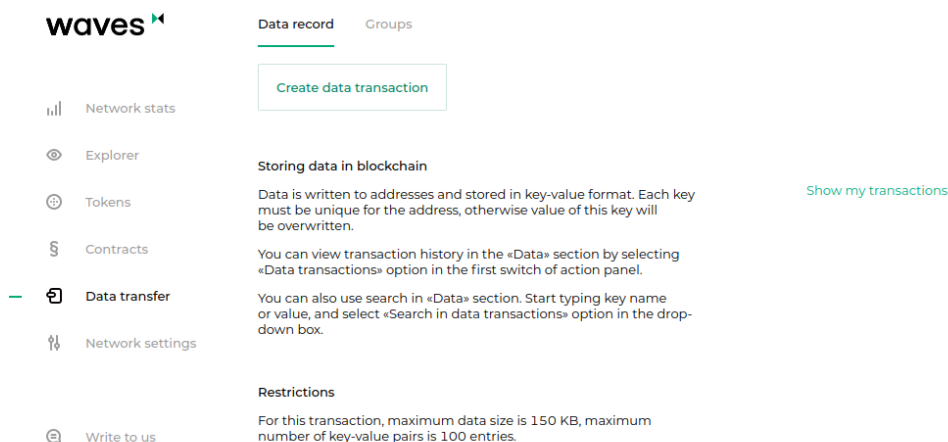 waves
Data record
Groups
Create data transaction
Network stats
Explorer
Tokens
Contracts
Data transfer
Network settings
Write to us
Storing data in blockchain
Data is written to addresses and stored in key-value format. Each key
must be unique for the address, otherwise value of this key will
be overwritten.
You can view transaction history in the «Data» section by selecting
«Data transactions» option in the first switch of action panel.
You can also use search in «Data» section. Start typing key name
or value, and select «Search in data transactions» option in the drop-
down box.
Show my transactions
Restrictions
For this transaction, maximum data size is 150 KB, maximum
number of key-value pairs is 100 entries.